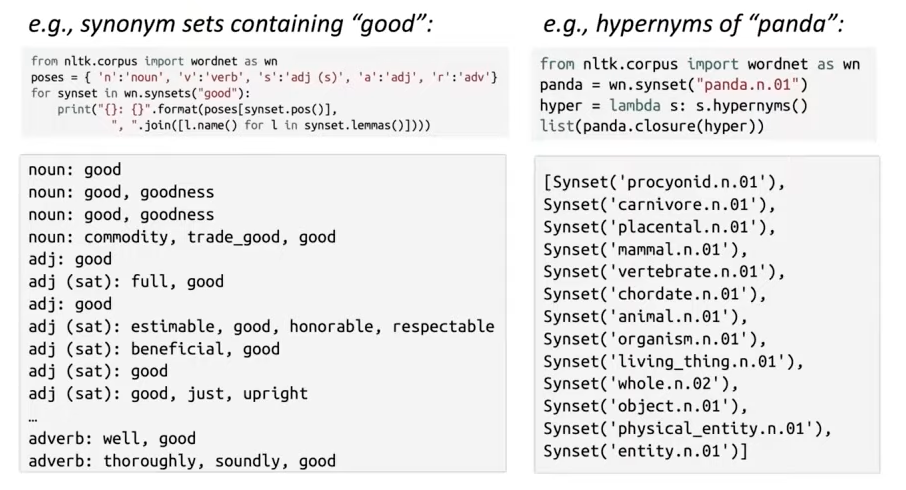 e.g., synonym sets containing “good”:
from nltk.corpus import wordnet as wn
poses = { 'n':'noun', 'v':'verb', 's':'adj (s)', 'a':'adj', 'r':'adv'}
for synset in wn.synsets("good"):
    print("{}: {}".format(poses[synset.pos()],
            ", ".join([l.name() for l in synset.lemmas()])))
noun: good
noun: good, goodness
noun: good, goodness
noun: commodity, trade_good, good
adj: good
adj (sat): full, good
adj: good
adj (sat): estimable, good, honorable, respectable
adj (sat): beneficial, good
adj (sat): good
adj (sat): good, just, upright
…
adverb: well, good
adverb: thoroughly, soundly, good
e.g., hypernyms of “panda”:
from nltk.corpus import wordnet as wn
panda = wn.synset("panda.n.01")
hyper = lambda s: s.hypernyms()
list(panda.closure(hyper))
[Synset('procyonid.n.01'),
Synset('carnivore.n.01'),
Synset('placental.n.01'),
Synset('mammal.n.01'),
Synset('vertebrate.n.01'),
Synset('chordate.n.01'),
Synset('animal.n.01'),
Synset('organism.n.01'),
Synset('living_thing.n.01'),
Synset('whole.n.02'),
Synset('object.n.01'),
Synset('physical_entity.n.01'),
Synset('entity.n.01')]